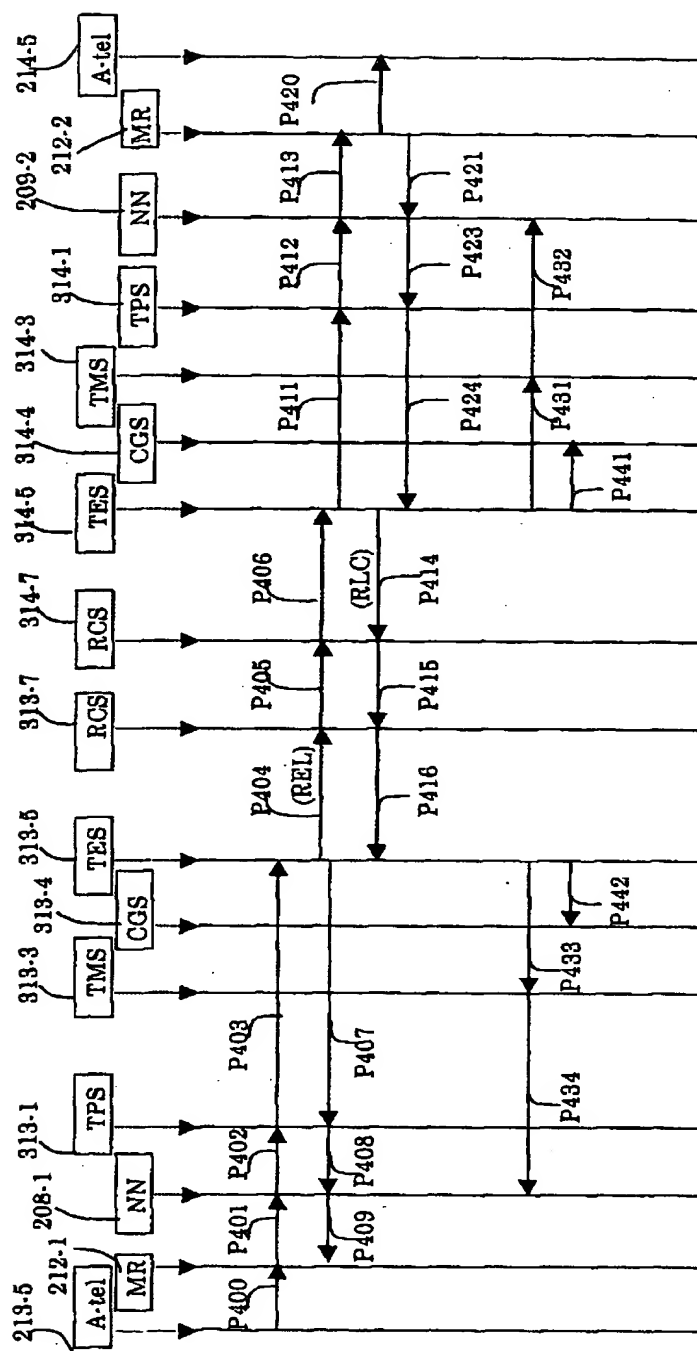 213-5
A-tel
212-1
MR
208-1
NN
313-1
TPS
313-3
TMS
313-4
CGS
313-5
TES
313-7
RCS
314-7
RCS
314-5
TES
314-4
CGS
314-3
TMS
314-1
TPS
209-2
NN
212-2
MR
214-5
A-tel
P400
P401
P402
P403
P404
(REL)
P405
P406
P407
P408
P409
P411
P412
P413
(RLC)
P414
P415
P416
P420
P421
P423
P424
P431
P432
P433
P434
P441
P442